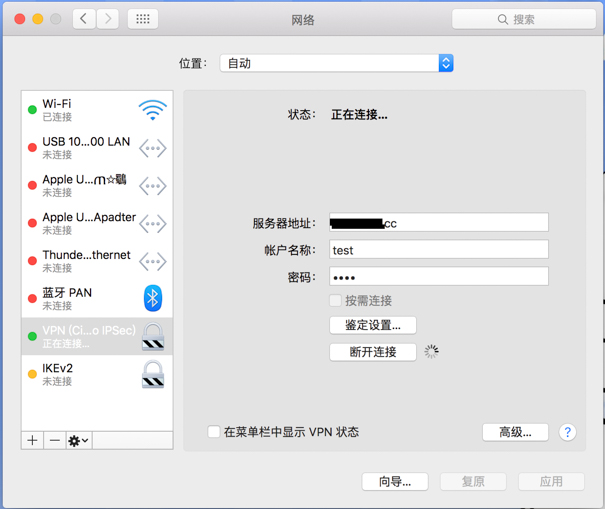 网络
搜索
位置： 自动
Wi-Fi
已连接
USB 10...00 LAN
未连接
Apple U...
未连接
Apple U...Apadter
未连接
Thunde...thernet
未连接
蓝牙 PAN
未连接
VPN (Ci...o IPSec)
正在连接...
IKEv2
未连接
状态： 正在连接...
服务器地址： cc
帐户名称： test
密码： ••••
按需连接
鉴定设置...
断开连接
在菜单栏中显示 VPN 状态
高级... ?
向导... 复原 应用